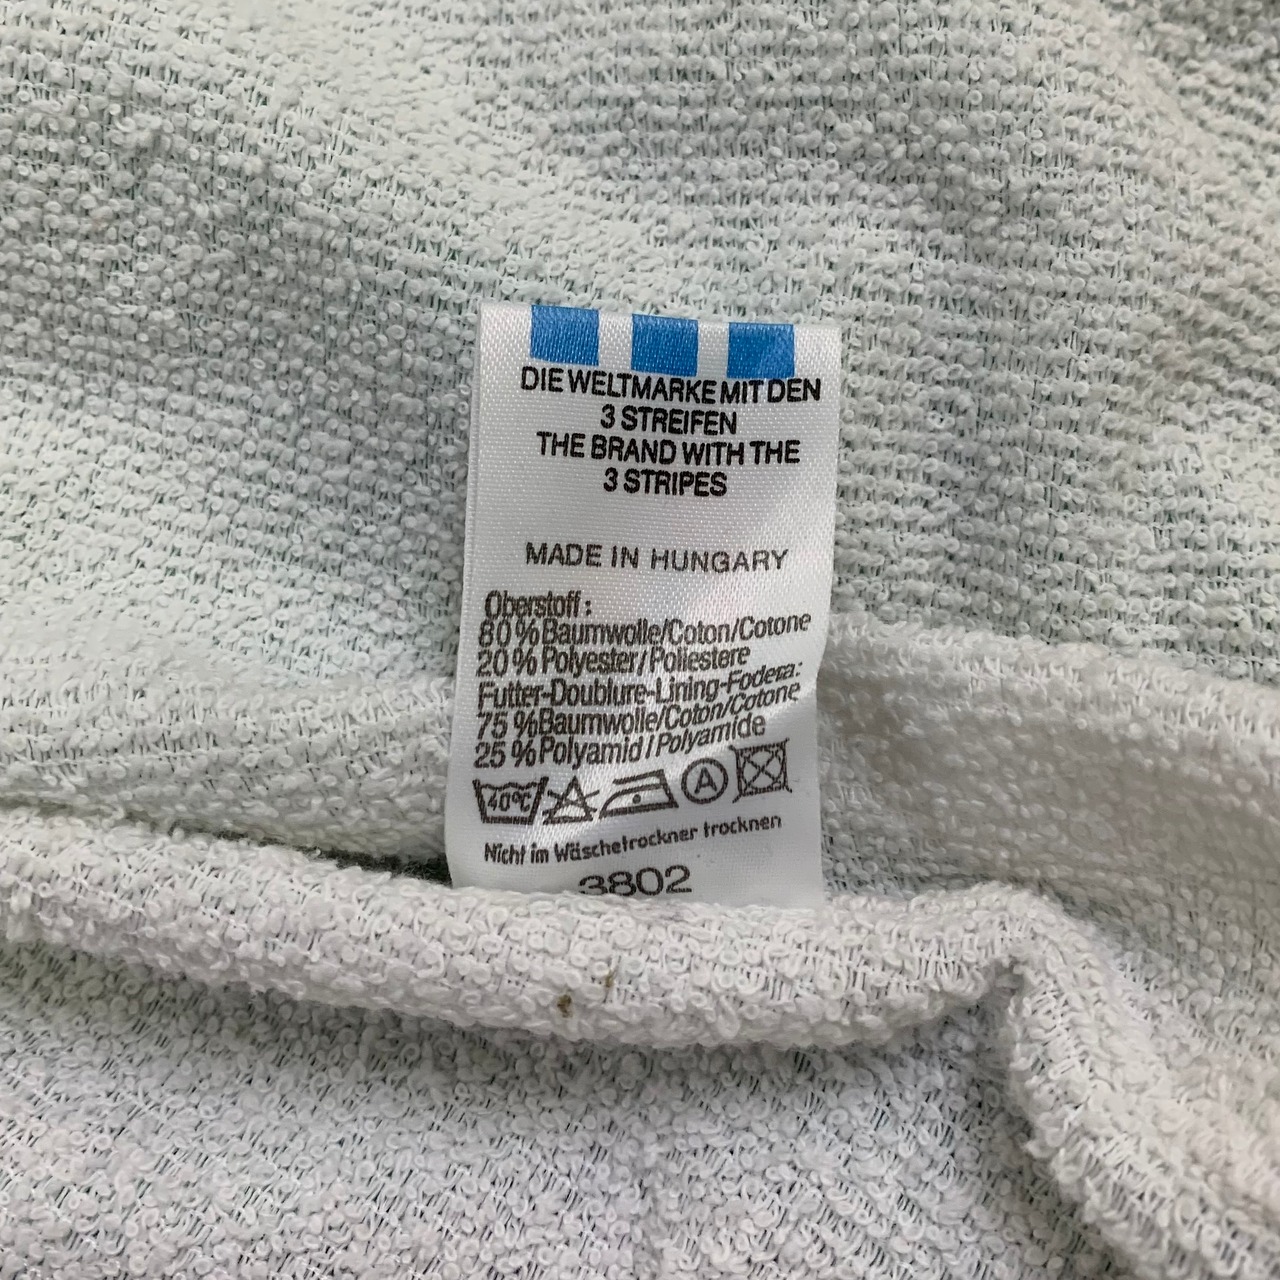 DIE WELTMARKE MIT DEN
3 STREIFEN
THE BRAND WITH THE
3 STRIPES
MADE IN HUNGARY
Oberstoff:
80% Baumwolle/Coton/Cotone
20% Polyester/Poliestere
Futter-Doublure-Lining-Fodera:
75% Baumwolle/Coton/Cotone
25% Polyamid/Polyamide
40°C A
Nicht im Wäschetrockner trocknen
3802